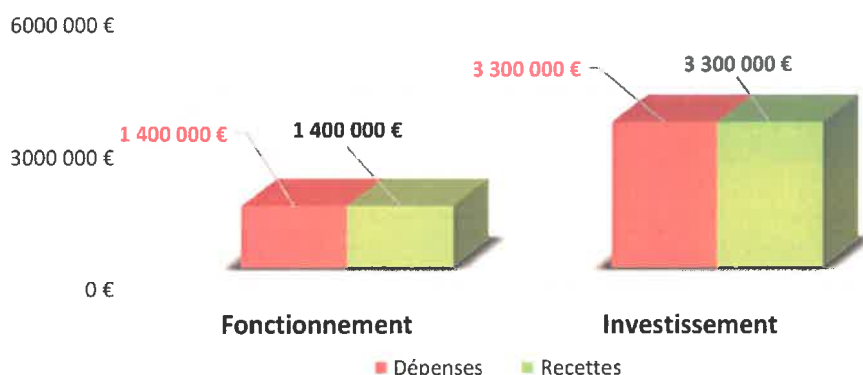 6000 000 €
3 300 000 €
3 300 000 €
1 400 000 €
1 400 000 €
3000 000 €
0 €
Fonctionnement
Investissement
Dépenses
Recettes